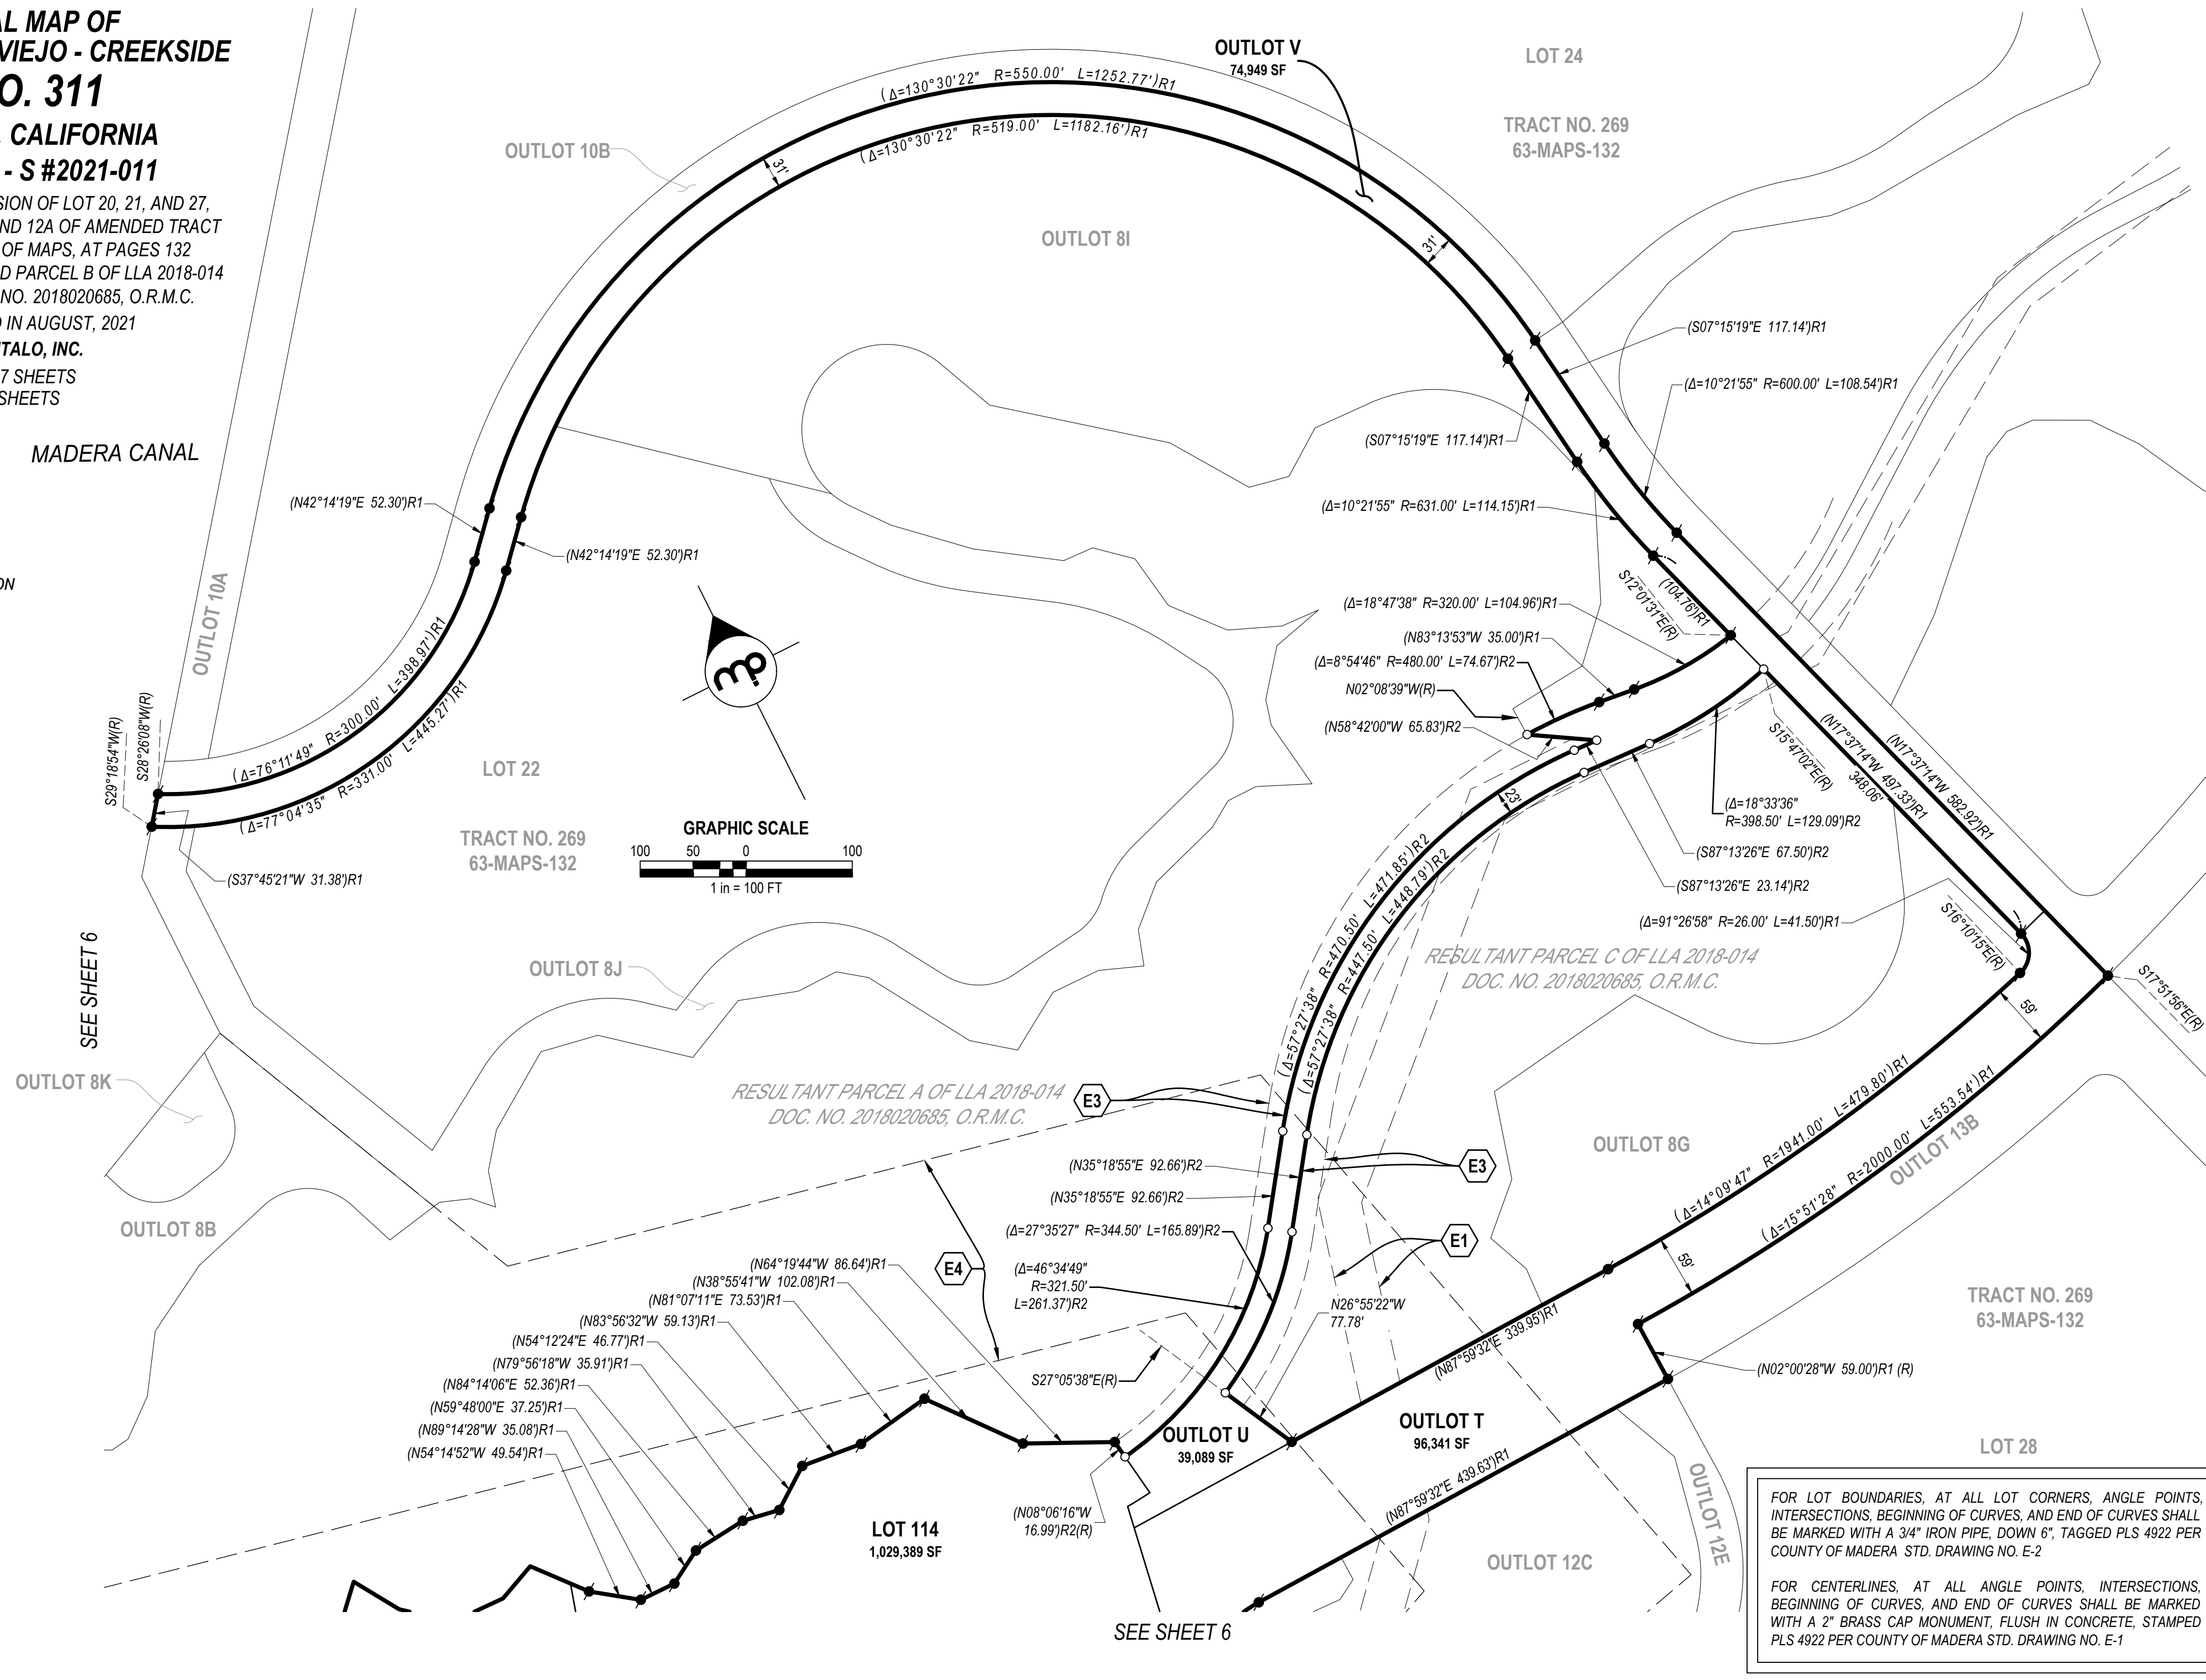 AL MAP OF
VIEJO - CREEKSIDE
O. 311
CALIFORNIA
- S #2021-011
SION OF LOT 20, 21, AND 27,
ND 12A OF AMENDED TRACT
OF MAPS, AT PAGES 132
D PARCEL B OF LLA 2018-014
NO. 2018020685, O.R.M.C.
IN AUGUST, 2021
TALO, INC.
7 SHEETS
SHEETS
MADERA CANAL
ON
OUTLOT V
74,949 SF
LOT 24
TRACT NO. 269
63-MAPS-132
OUTLOT 10B
(Δ=130°30'22" R=550.00' L=1252.77')R1
(Δ=130°30'22" R=519.00' L=1182.16')R1
31'
OUTLOT 8I
31'
(S07°15'19"E 117.14')R1
(Δ=10°21'55" R=600.00' L=108.54')R1
(S07°15'19"E 117.14')R1
(Δ=10°21'55" R=631.00' L=114.15')R1
(N42°14'19"E 52.30')R1
(N42°14'19"E 52.30')R1
OUTLOT 10A
S12°01'31"E(R)
(104.76')R1
(Δ=18°47'38" R=320.00' L=104.96')R1
(N83°13'53"W 35.00')R1
(Δ=8°54'46" R=480.00' L=74.67')R2
N02°08'39"W(R)
(N58°42'00"W 65.83')R2
S29°18'54"W(R)
S28°26'08"W(R)
(Δ=76°11'49" R=300.00' L=398.97')R1
(Δ=77°04'35" R=331.00' L=445.27')R1
(S37°45'21"W 31.38')R1
mp
LOT 22
TRACT NO. 269
63-MAPS-132
GRAPHIC SCALE
100 50 0 100
1 in = 100 FT
S15°47'02"E(R)
(N17°37'14"W 497.33')R1
348.06'
(N17°37'14"W 582.92')R1
(Δ=18°33'36"
R=398.50' L=129.09')R2
(S87°13'26"E 67.50')R2
(S87°13'26"E 23.14')R2
(Δ=91°26'58" R=26.00' L=41.50')R1
S16°10'15"E(R)
S17°51'56"E(R)
23'
(Δ=57°27'38" R=470.50' L=471.85')R2
(Δ=57°27'38" R=447.50' L=448.79')R2
RESULTANT PARCEL C OF LLA 2018-014
DOC. NO. 2018020685, O.R.M.C.
59'
SEE SHEET 6
OUTLOT 8J
OUTLOT 8K
OUTLOT 8B
RESULTANT PARCEL A OF LLA 2018-014
DOC. NO. 2018020685, O.R.M.C.
E3
E3
E1
E4
OUTLOT 8G
(Δ=14°09'47" R=1941.00' L=479.80')R1
(Δ=15°51'28" R=2000.00' L=553.54')R1
OUTLOT 13B
59'
(N35°18'55"E 92.66')R2
(N35°18'55"E 92.66')R2
(Δ=27°35'27" R=344.50' L=165.89')R2
(Δ=46°34'49"
R=321.50'
L=261.37')R2
N26°55'22"W
77.78'
S27°05'38"E(R)
(N64°19'44"W 86.64')R1
(N38°55'41"W 102.08')R1
(N81°07'11"E 73.53')R1
(N83°56'32"W 59.13')R1
(N54°12'24"E 46.77')R1
(N79°56'18"W 35.91')R1
(N84°14'06"E 52.36')R1
(N59°48'00"E 37.25')R1
(N89°14'28"W 35.08')R1
(N54°14'52"W 49.54')R1
(N08°06'16"W
16.99')R2(R)
OUTLOT U
39,089 SF
OUTLOT T
96,341 SF
(N87°59'32"E 339.95')R1
(N87°59'32"E 439.63')R1
(N02°00'28"W 59.00')R1 (R)
TRACT NO. 269
63-MAPS-132
LOT 28
LOT 114
1,029,389 SF
OUTLOT 12C
OUTLOT 12E
SEE SHEET 6
FOR LOT BOUNDARIES, AT ALL LOT CORNERS, ANGLE POINTS,
INTERSECTIONS, BEGINNING OF CURVES, AND END OF CURVES SHALL
BE MARKED WITH A 3/4" IRON PIPE, DOWN 6", TAGGED PLS 4922 PER
COUNTY OF MADERA STD. DRAWING NO. E-2
FOR CENTERLINES, AT ALL ANGLE POINTS, INTERSECTIONS,
BEGINNING OF CURVES, AND END OF CURVES SHALL BE MARKED
WITH A 2" BRASS CAP MONUMENT, FLUSH IN CONCRETE, STAMPED
PLS 4922 PER COUNTY OF MADERA STD. DRAWING NO. E-1